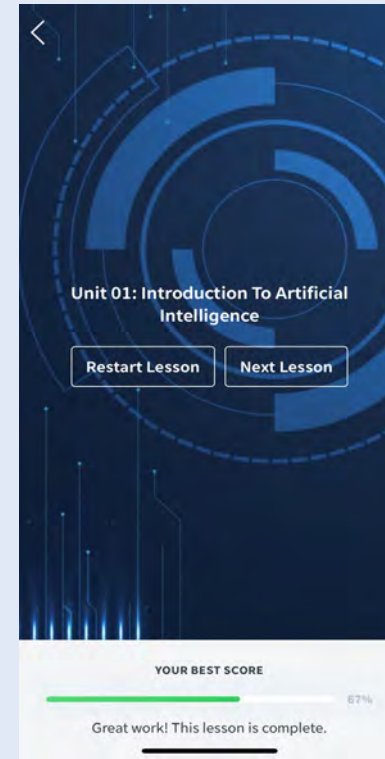 Unit 01: Introduction To Artificial
Intelligence
Restart Lesson
Next Lesson
YOUR BEST SCORE
67%
Great work! This lesson is complete.